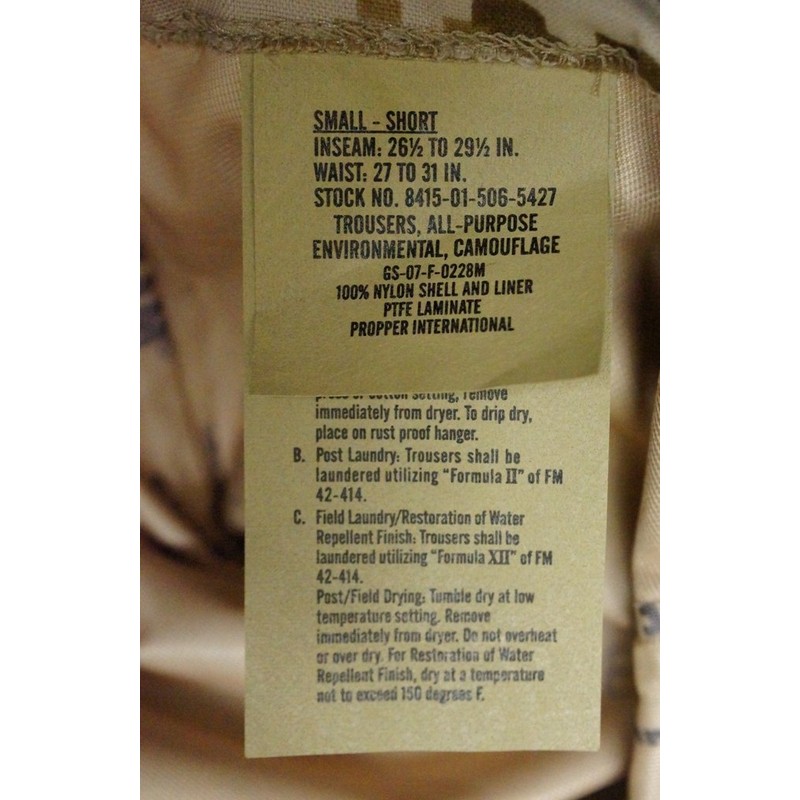 SMALL - SHORT
INSEAM: 26½ TO 29½ IN.
WAIST: 27 TO 31 IN.
STOCK NO. 8415-01-506-5427
TROUSERS, ALL-PURPOSE
ENVIRONMENTAL, CAMOUFLAGE
GS-07-F-0228M
100% NYLON SHELL AND LINER
PTFE LAMINATE
PROPPER INTERNATIONAL
press or cotton setting, remove
immediately from dryer. To drip dry,
place on rust proof hanger.
B. Post Laundry: Trousers shall be
laundered utilizing "Formula II" of FM
42-414.
C. Field Laundry/Restoration of Water
Repellent Finish: Trousers shall be
laundered utilizing "Formula XII" of FM
42-414.
Post/Field Drying: Tumble dry at low
temperature setting. Remove
immediately from dryer. Do not overheat
or over dry. For Restoration of Water
Repellent Finish, dry at a temperature
not to exceed 150 degrees F.